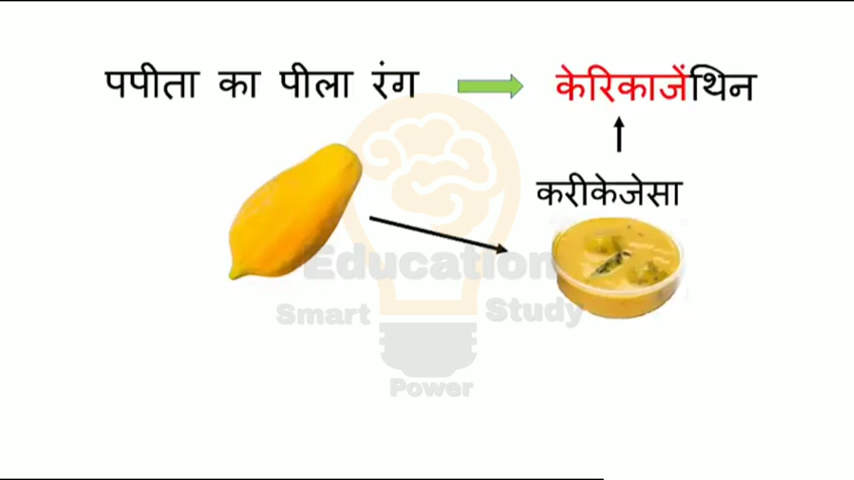 पपीता का पीला रंग केरिकाजेंथिन
करीकेजेसा
Education
Smart Study
Power